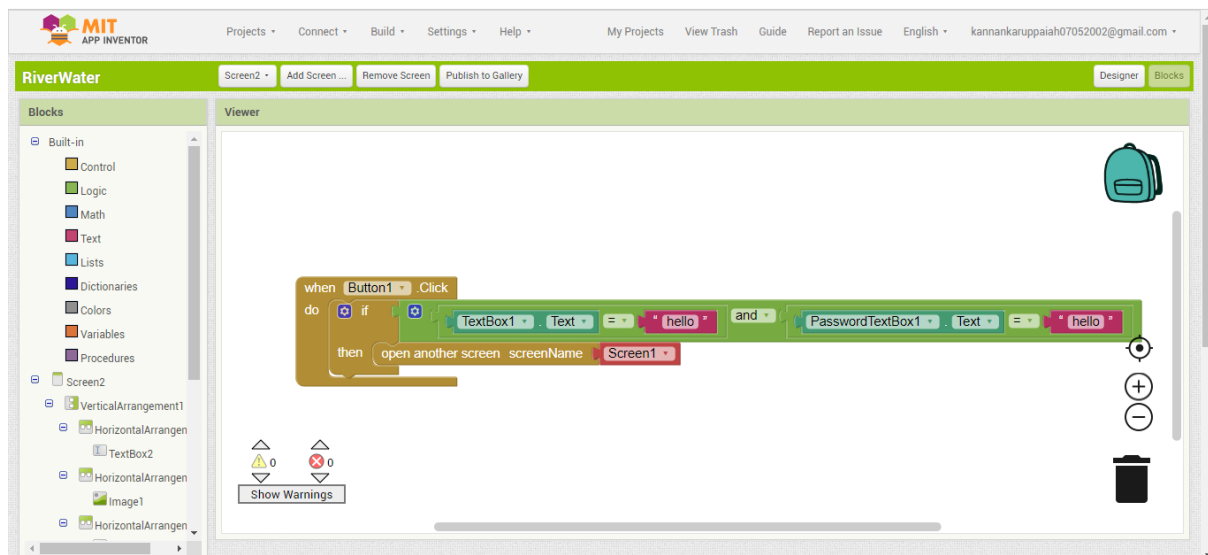 MIT
APP INVENTOR
Projects Connect Build Settings Help My Projects View Trash Guide Report an Issue English kannankaruppaiah07052002@gmail.com
RiverWater
Screen2 Add Screen ... Remove Screen Publish to Gallery Designer Blocks
Blocks
Viewer
Built-in
Control
Logic
Math
Text
Lists
Dictionaries
Colors
Variables
Procedures
Screen2
VerticalArrangement1
HorizontalArrangen
TextBox2
HorizontalArrangen
Image1
HorizontalArrangen
when Button1 .Click
do if TextBox1 . Text = " hello " and PasswordTextBox1 . Text = " hello "
then open another screen screenName Screen1
0 0
Show Warnings